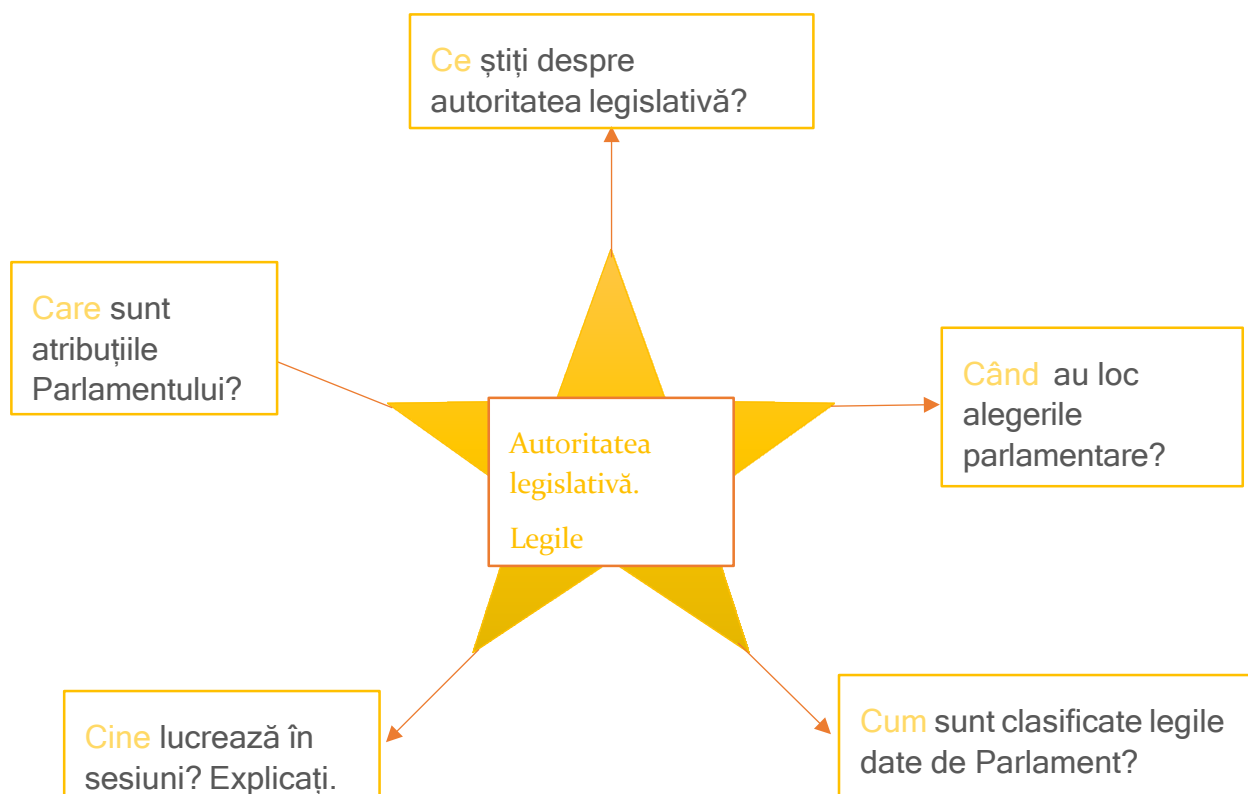 Ce știți despre
autoritatea legislativă?
Care sunt
atribuțiile
Parlamentului?
Când au loc
alegerile
parlamentare?
Autoritatea
legislativă.
Legile
Cine lucrează în
sesiuni? Explicați.
Cum sunt clasificate legile
date de Parlament?